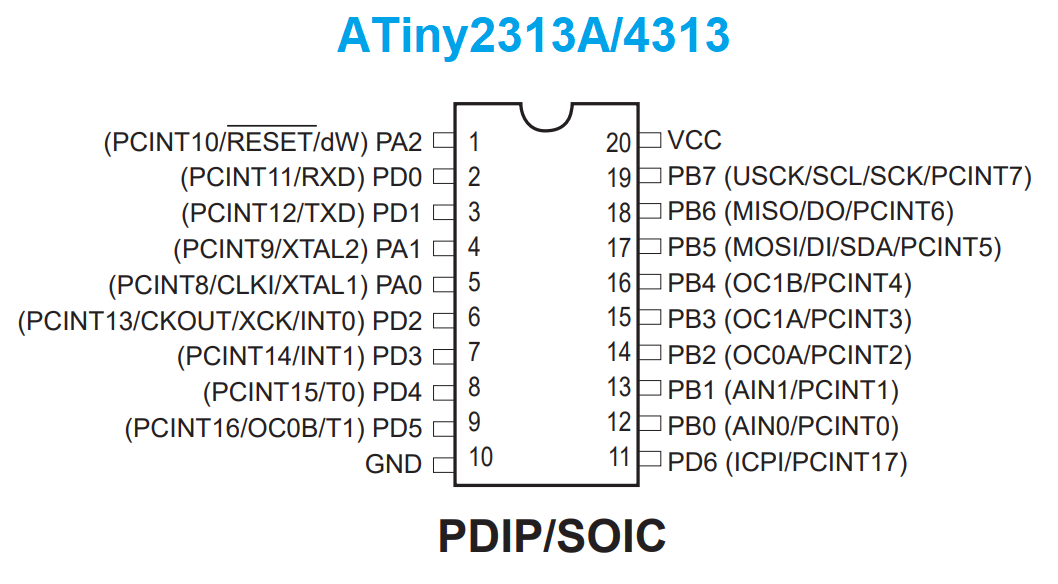 ATiny2313A/4313
(PCINT10/RESET/dW) PA2 1 20 VCC
(PCINT11/RXD) PD0 2 19 PB7 (USCK/SCL/SCK/PCINT7)
(PCINT12/TXD) PD1 3 18 PB6 (MISO/DO/PCINT6)
(PCINT9/XTAL2) PA1 4 17 PB5 (MOSI/DI/SDA/PCINT5)
(PCINT8/CLKI/XTAL1) PA0 5 16 PB4 (OC1B/PCINT4)
(PCINT13/CKOUT/XCK/INT0) PD2 6 15 PB3 (OC1A/PCINT3)
(PCINT14/INT1) PD3 7 14 PB2 (OC0A/PCINT2)
(PCINT15/T0) PD4 8 13 PB1 (AIN1/PCINT1)
(PCINT16/OC0B/T1) PD5 9 12 PB0 (AIN0/PCINT0)
GND 10 11 PD6 (ICPI/PCINT17)
PDIP/SOIC